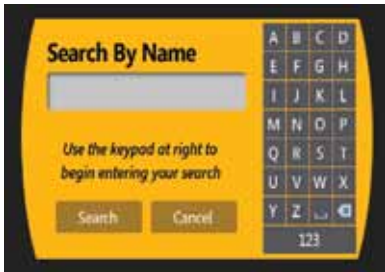 Search By Name
Use the keypad at right to
begin entering your search
Search Cancel
A B C D
E F G H
I J K L
M N O P
Q R S T
U V W X
Y Z
123